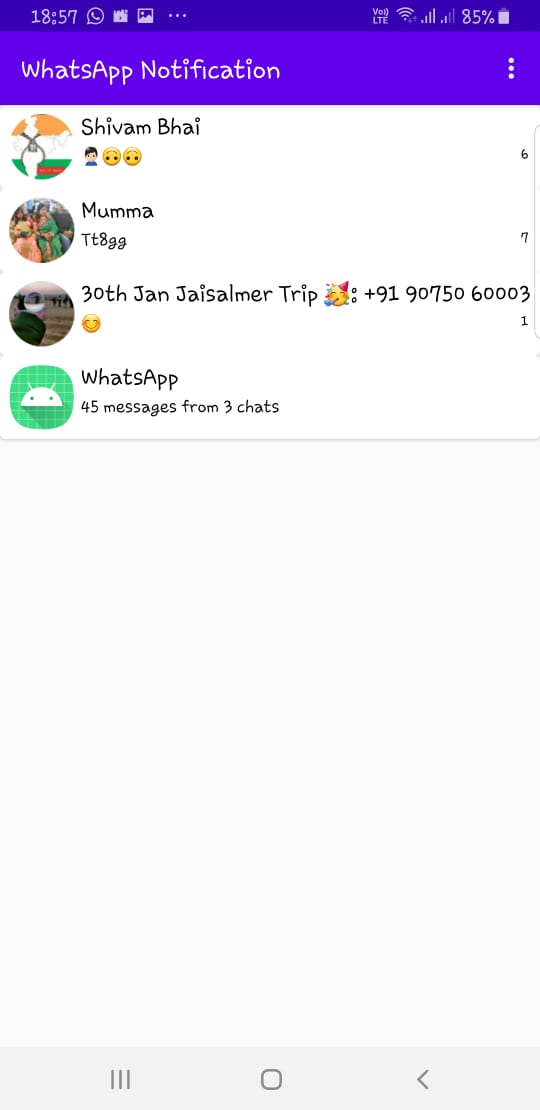 18:57 Vo)) LTE 85%
WhatsApp Notification
Shivam Bhai
🤦🏻‍♂️🙃🙃
6
Mumma
Tt8gg
7
30th Jan Jaisalmer Trip 🥳: +91 90750 60003
😊
1
WhatsApp
45 messages from 3 chats